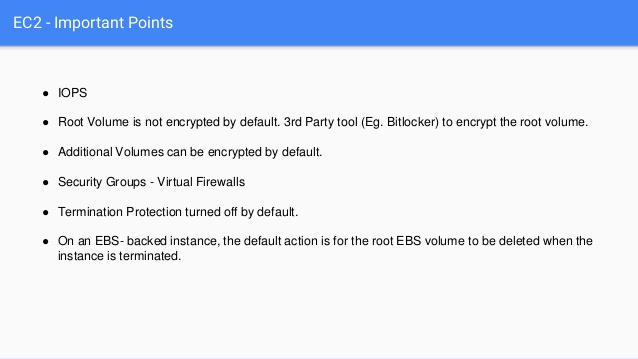 EC2 - Important Points
● IOPS
● Root Volume is not encrypted by default. 3rd Party tool (Eg. Bitlocker) to encrypt the root volume.
● Additional Volumes can be encrypted by default.
● Security Groups - Virtual Firewalls
● Termination Protection turned off by default.
● On an EBS- backed instance, the default action is for the root EBS volume to be deleted when the
instance is terminated.